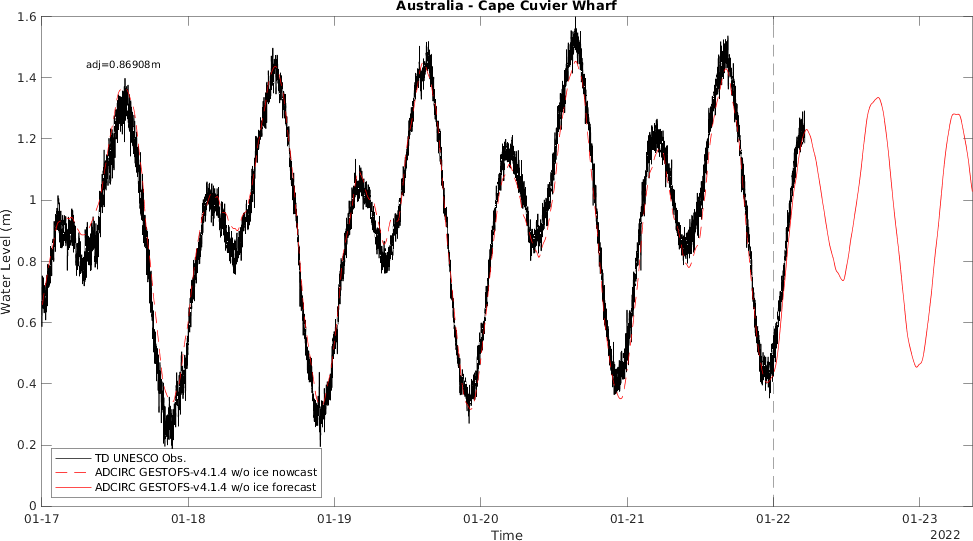 Australia - Cape Cuvier Wharf
1.6
1.4
1.2
1
0.8
0.6
0.4
0.2
0
Water Level (m)
adj=0.86908m
TD UNESCO Obs.
ADCIRC GESTOFS-v4.1.4 w/o ice nowcast
ADCIRC GESTOFS-v4.1.4 w/o ice forecast
01-17 01-18 01-19 01-20 01-21 01-22 01-23
Time
2022